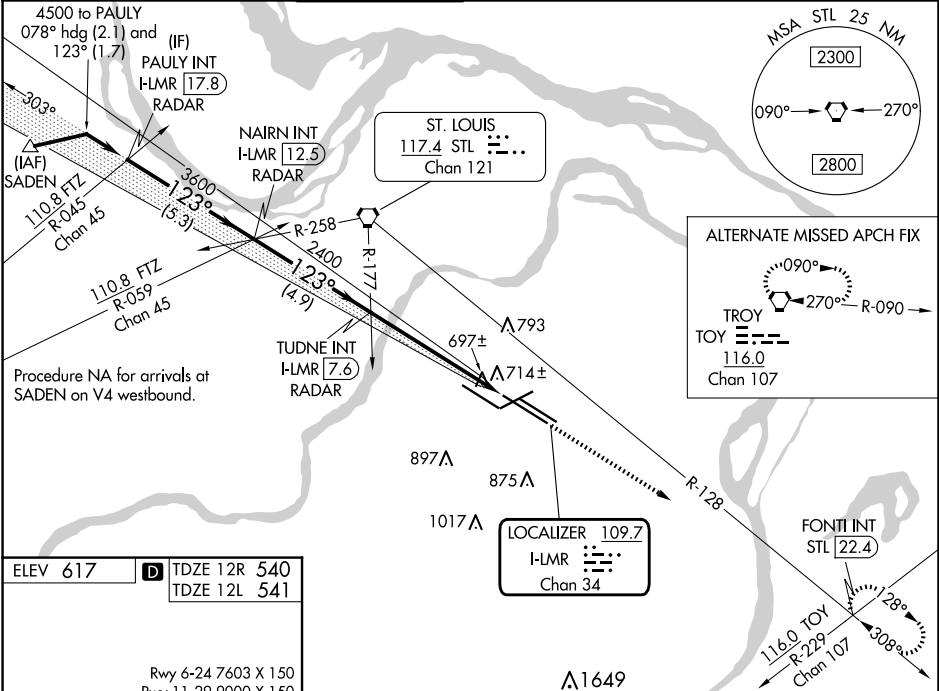 4500 to PAULY
078° hdg (2.1) and
123° (1.7)
(IF)
PAULY INT
I-LMR 17.8
RADAR
303°
(IAF)
SADEN
110.8 FTZ
R-045
Chan 45
NAIRN INT
I-LMR 12.5
RADAR
3600
123°
(5.3)
ST. LOUIS
117.4 STL
Chan 121
R-258
2400
R-177
123°
(4.9)
110.8 FTZ
R-059
Chan 45
TUDNE INT
I-LMR 7.6
RADAR
Procedure NA for arrivals at
SADEN on V4 westbound.
MSA STL 25 NM
2300
090°
270°
2800
ALTERNATE MISSED APCH FIX
090°
270°
R-090
TROY
TOY
116.0
Chan 107
793
697±
714±
897
875
1017
R-128
LOCALIZER 109.7
I-LMR
Chan 34
FONTI INT
STL 22.4
128°
308°
116.0 TOY
R-229
Chan 107
1649
ELEV 617
D
TDZE 12R 540
TDZE 12L 541
Rwy 6-24 7603 X 150
Rwy 11-29 9000 X 150